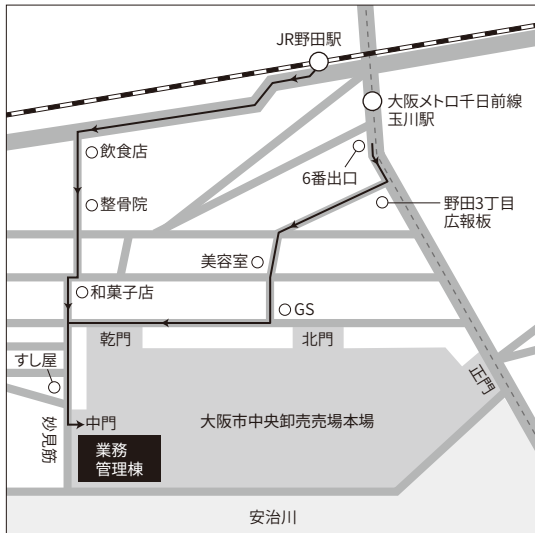 JR野田駅
大阪メトロ千日前線
玉川駅
飲食店
6番出口
整骨院
野田3丁目
広報板
美容室
和菓子店
GS
乾門
北門
すし屋
正門
妙見筋
中門
大阪市中央卸売売場本場
業務
管理棟
安治川